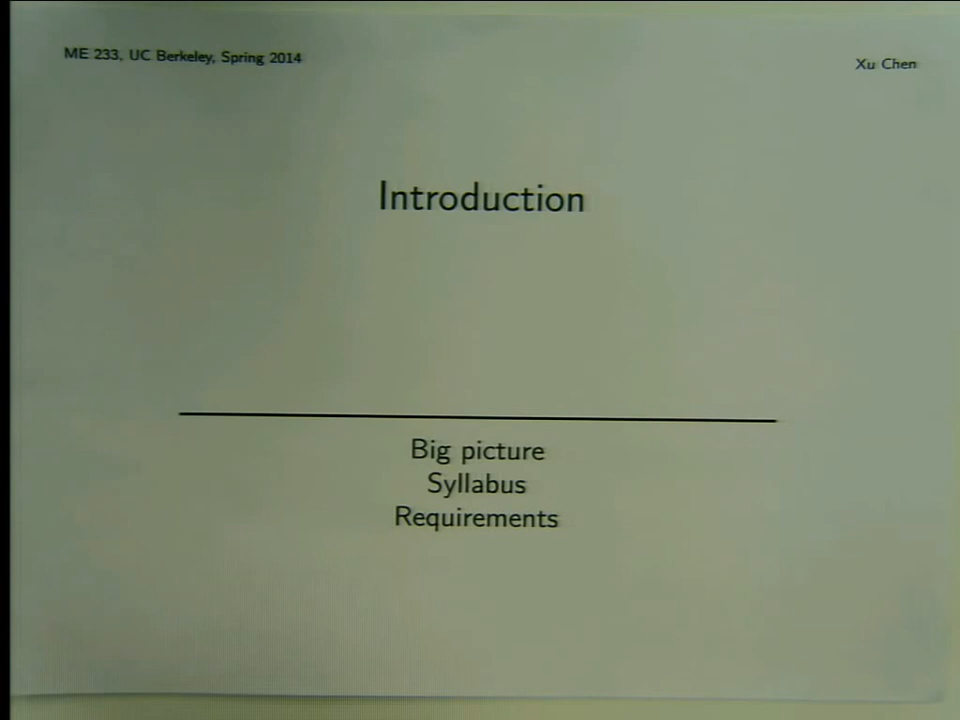 ME 233, UC Berkeley, Spring 2014
Xu Chen
Introduction
Big picture
Syllabus
Requirements